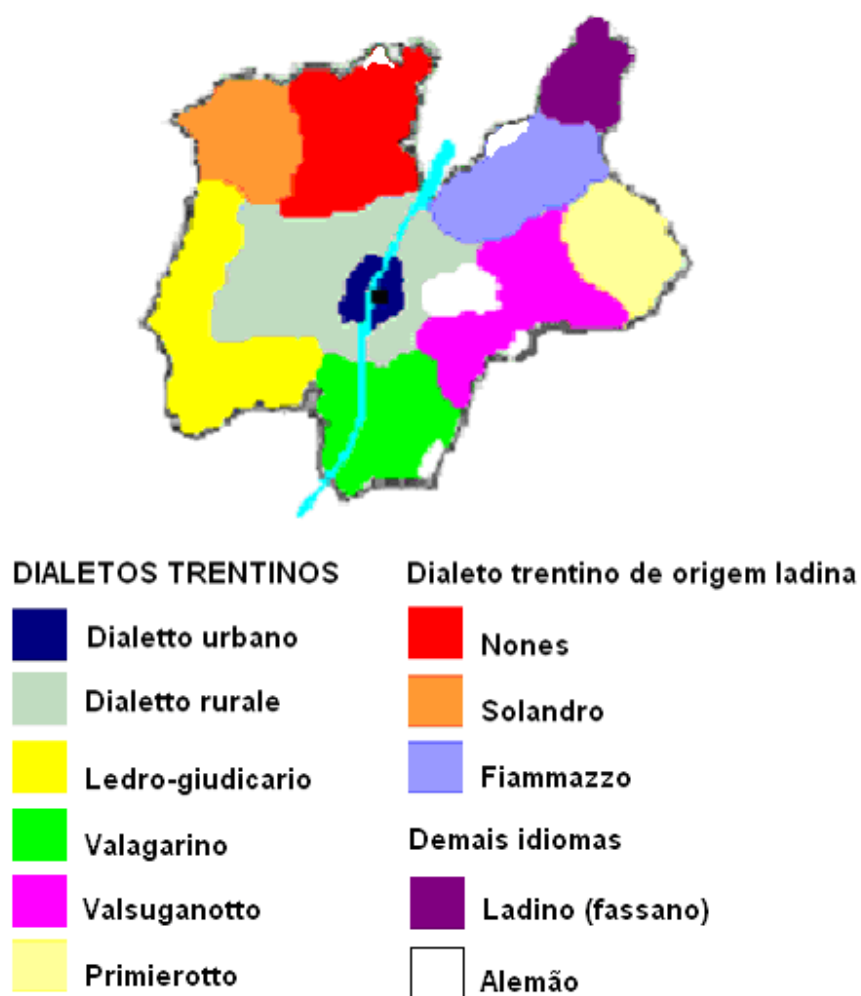 DIALETOS TRENTINOS
Dialetto urbano
Dialetto rurale
Ledro-giudicario
Valagarino
Valsuganotto
Primierotto
Dialeto trentino de origem ladina
Nones
Solandro
Fiammazzo
Demais idiomas
Ladino (fassano)
Alemão